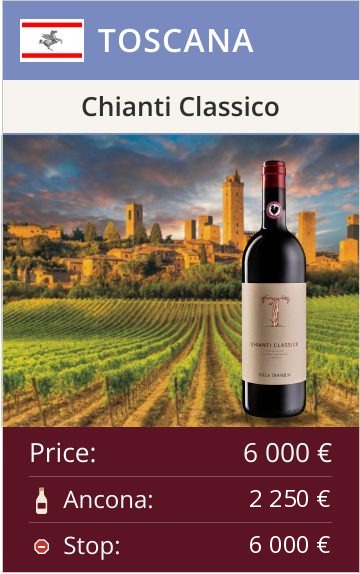 TOSCANA
Chianti Classico
T
CHIANTI CLASSICO
Price: 6 000 €
Ancona: 2 250 €
Stop: 6 000 €